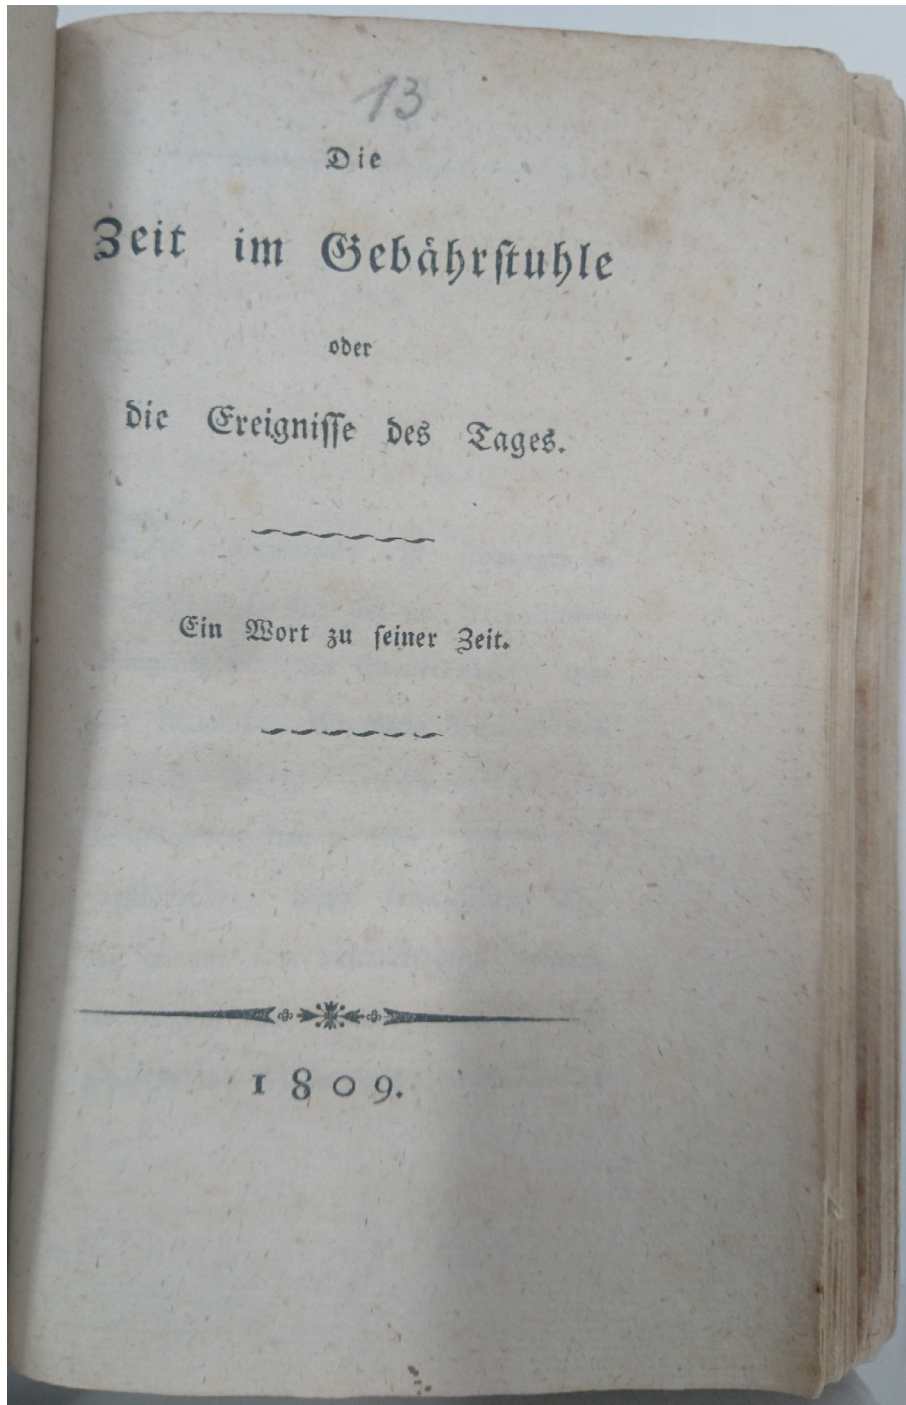 13
Die
Zeit im Gebährſtuhle
oder
die Ereigniſſe des Tages.
Ein Wort zu ſeiner Zeit.
1809.